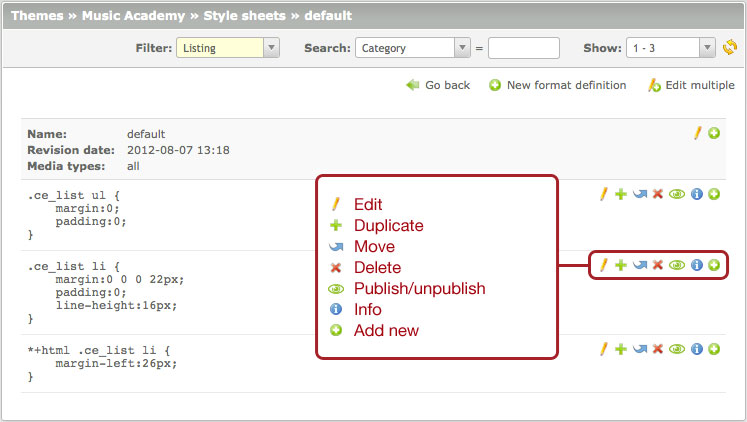 Themes » Music Academy » Style sheets » default
Filter: Listing Search: Category = Show: 1 - 3
Go back New format definition Edit multiple
Name: default
Revision date: 2012-08-07 13:18
Media types: all
.ce_list ul {
margin:0;
padding:0;
}
.ce_list li {
margin:0 0 0 22px;
padding:0;
line-height:16px;
}
*+html .ce_list li {
margin-left:26px;
}
Edit
Duplicate
Move
Delete
Publish/unpublish
Info
Add new